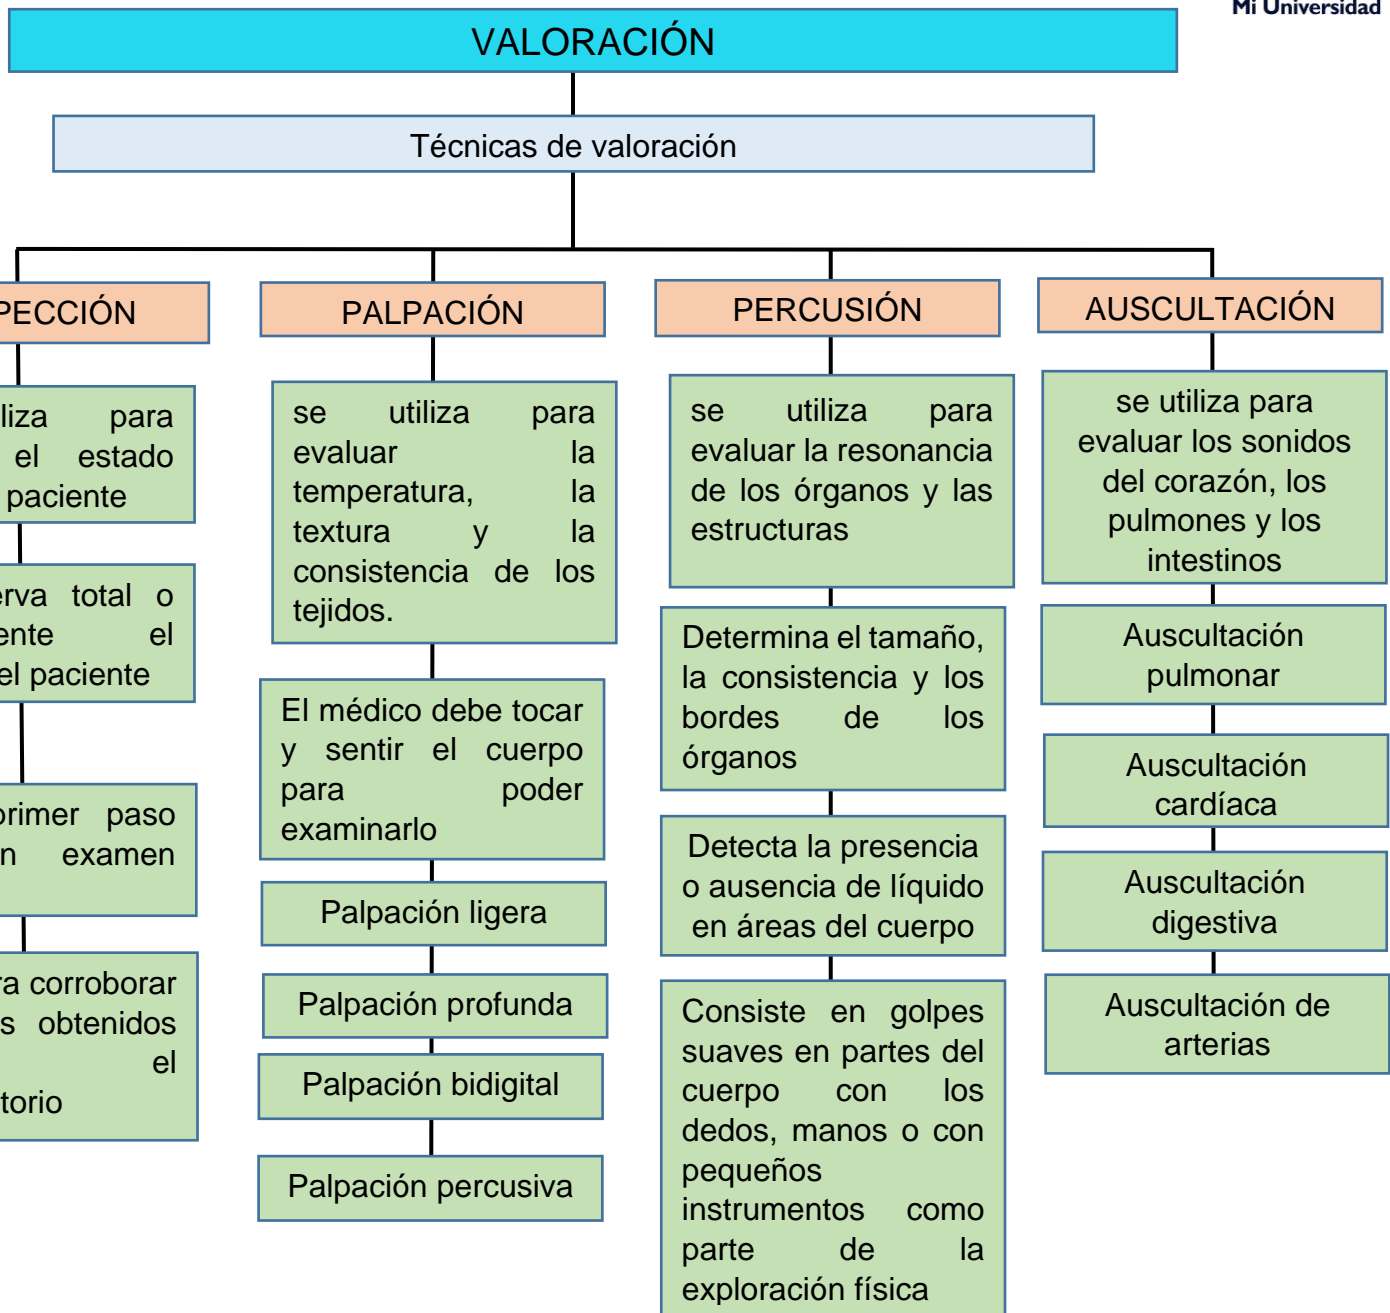 Mi Universidad
VALORACIÓN
Técnicas de valoración
PECCIÓN
liza para
el estado
paciente
erva total o
ente el
el paciente
primer paso
n examen
ra corroborar
s obtenidos
el
torio
PALPACIÓN
se utiliza para
evaluar la
temperatura, la
textura y la
consistencia de los
tejidos.
El médico debe tocar
y sentir el cuerpo
para poder
examinarlo
Palpación ligera
Palpación profunda
Palpación bidigital
Palpación percusiva
PERCUSIÓN
se utiliza para
evaluar la resonancia
de los órganos y las
estructuras
Determina el tamaño,
la consistencia y los
bordes de los
órganos
Detecta la presencia
o ausencia de líquido
en áreas del cuerpo
Consiste en golpes
suaves en partes del
cuerpo con los
dedos, manos o con
pequeños
instrumentos como
parte de la
exploración física
AUSCULTACIÓN
se utiliza para
evaluar los sonidos
del corazón, los
pulmones y los
intestinos
Auscultación
pulmonar
Auscultación
cardíaca
Auscultación
digestiva
Auscultación de
arterias